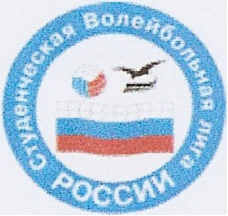 Студенческая Волейбольная лига
РОССИИ